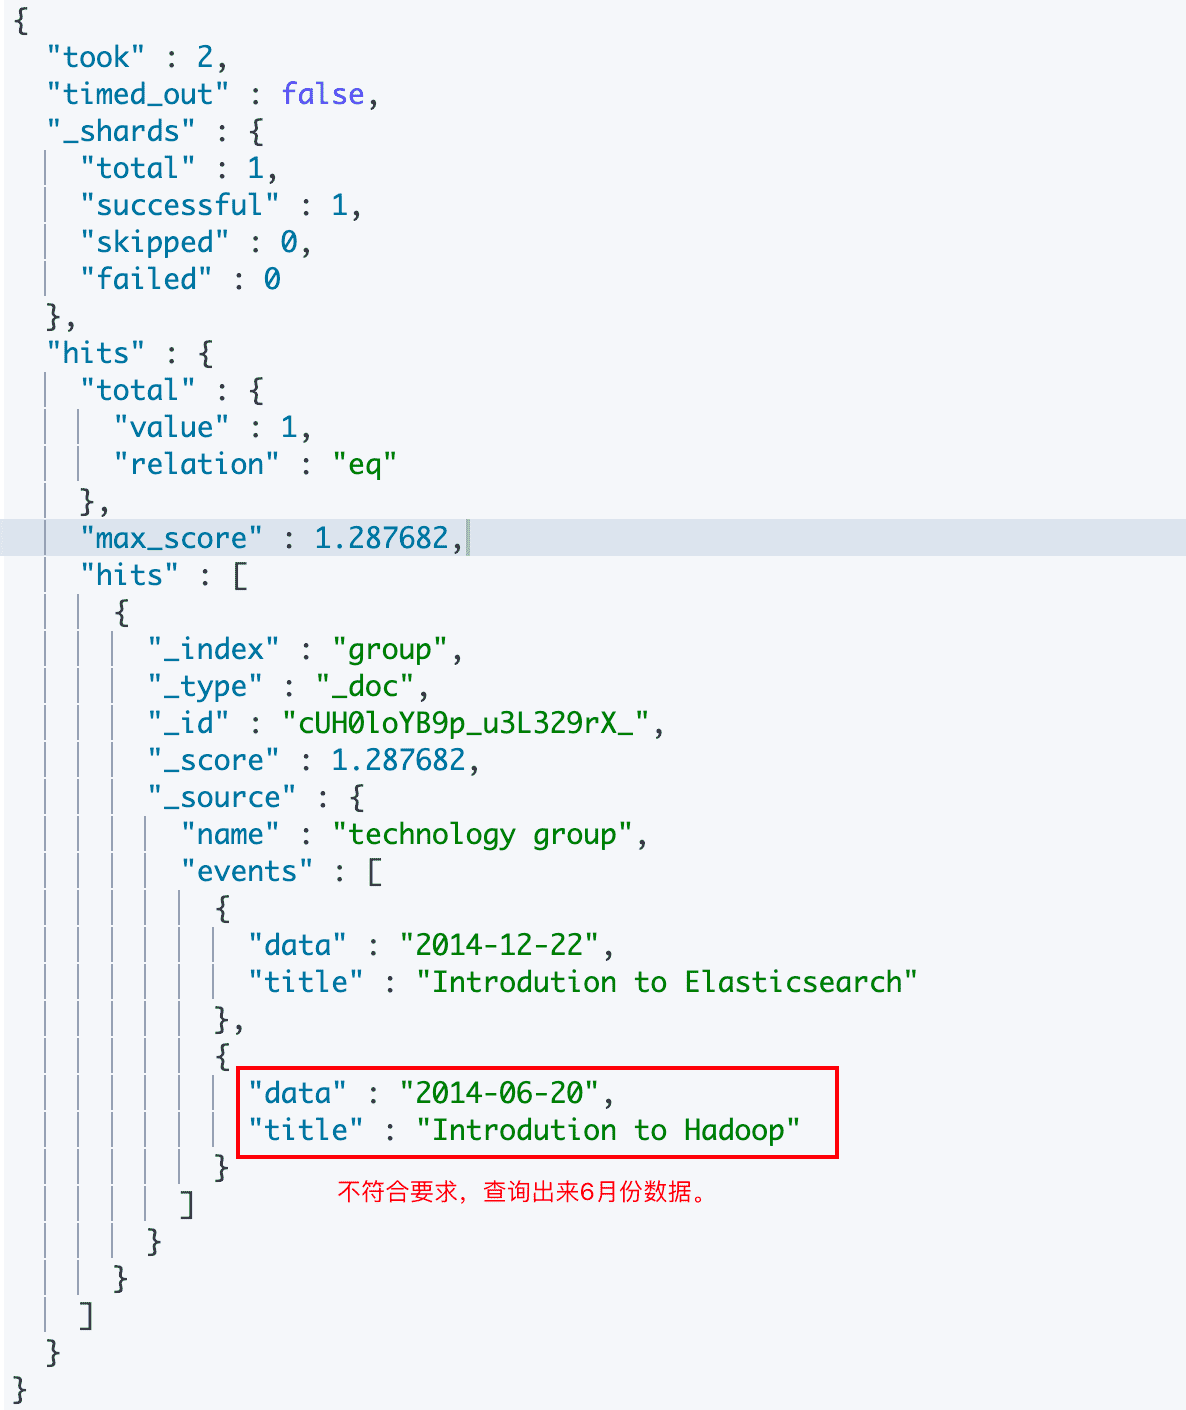 {
"took" : 2,
"timed_out" : false,
"_shards" : {
"total" : 1,
"successful" : 1,
"skipped" : 0,
"failed" : 0
},
"hits" : {
"total" : {
"value" : 1,
"relation" : "eq"
},
"max_score" : 1.287682,
"hits" : [
{
"_index" : "group",
"_type" : "_doc",
"_id" : "cUH0loYB9p_u3L329rX_",
"_score" : 1.287682,
"_source" : {
"name" : "technology group",
"events" : [
{
"data" : "2014-12-22",
"title" : "Introdution to Elasticsearch"
},
{
"data" : "2014-06-20",
"title" : "Introdution to Hadoop"
}
不符合要求，查询出来6月份数据。
]
}
}
]
}
}